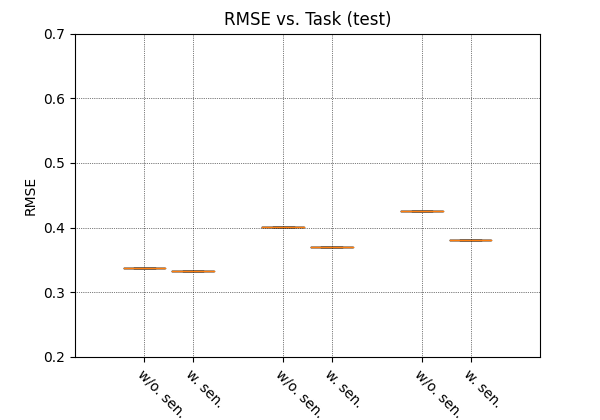 RMSE vs. Task (test)
0.7
0.6
0.5
0.4
0.3
0.2
RMSE
w/o. sen.
w. sen.
w/o. sen.
w. sen.
w/o. sen.
w. sen.